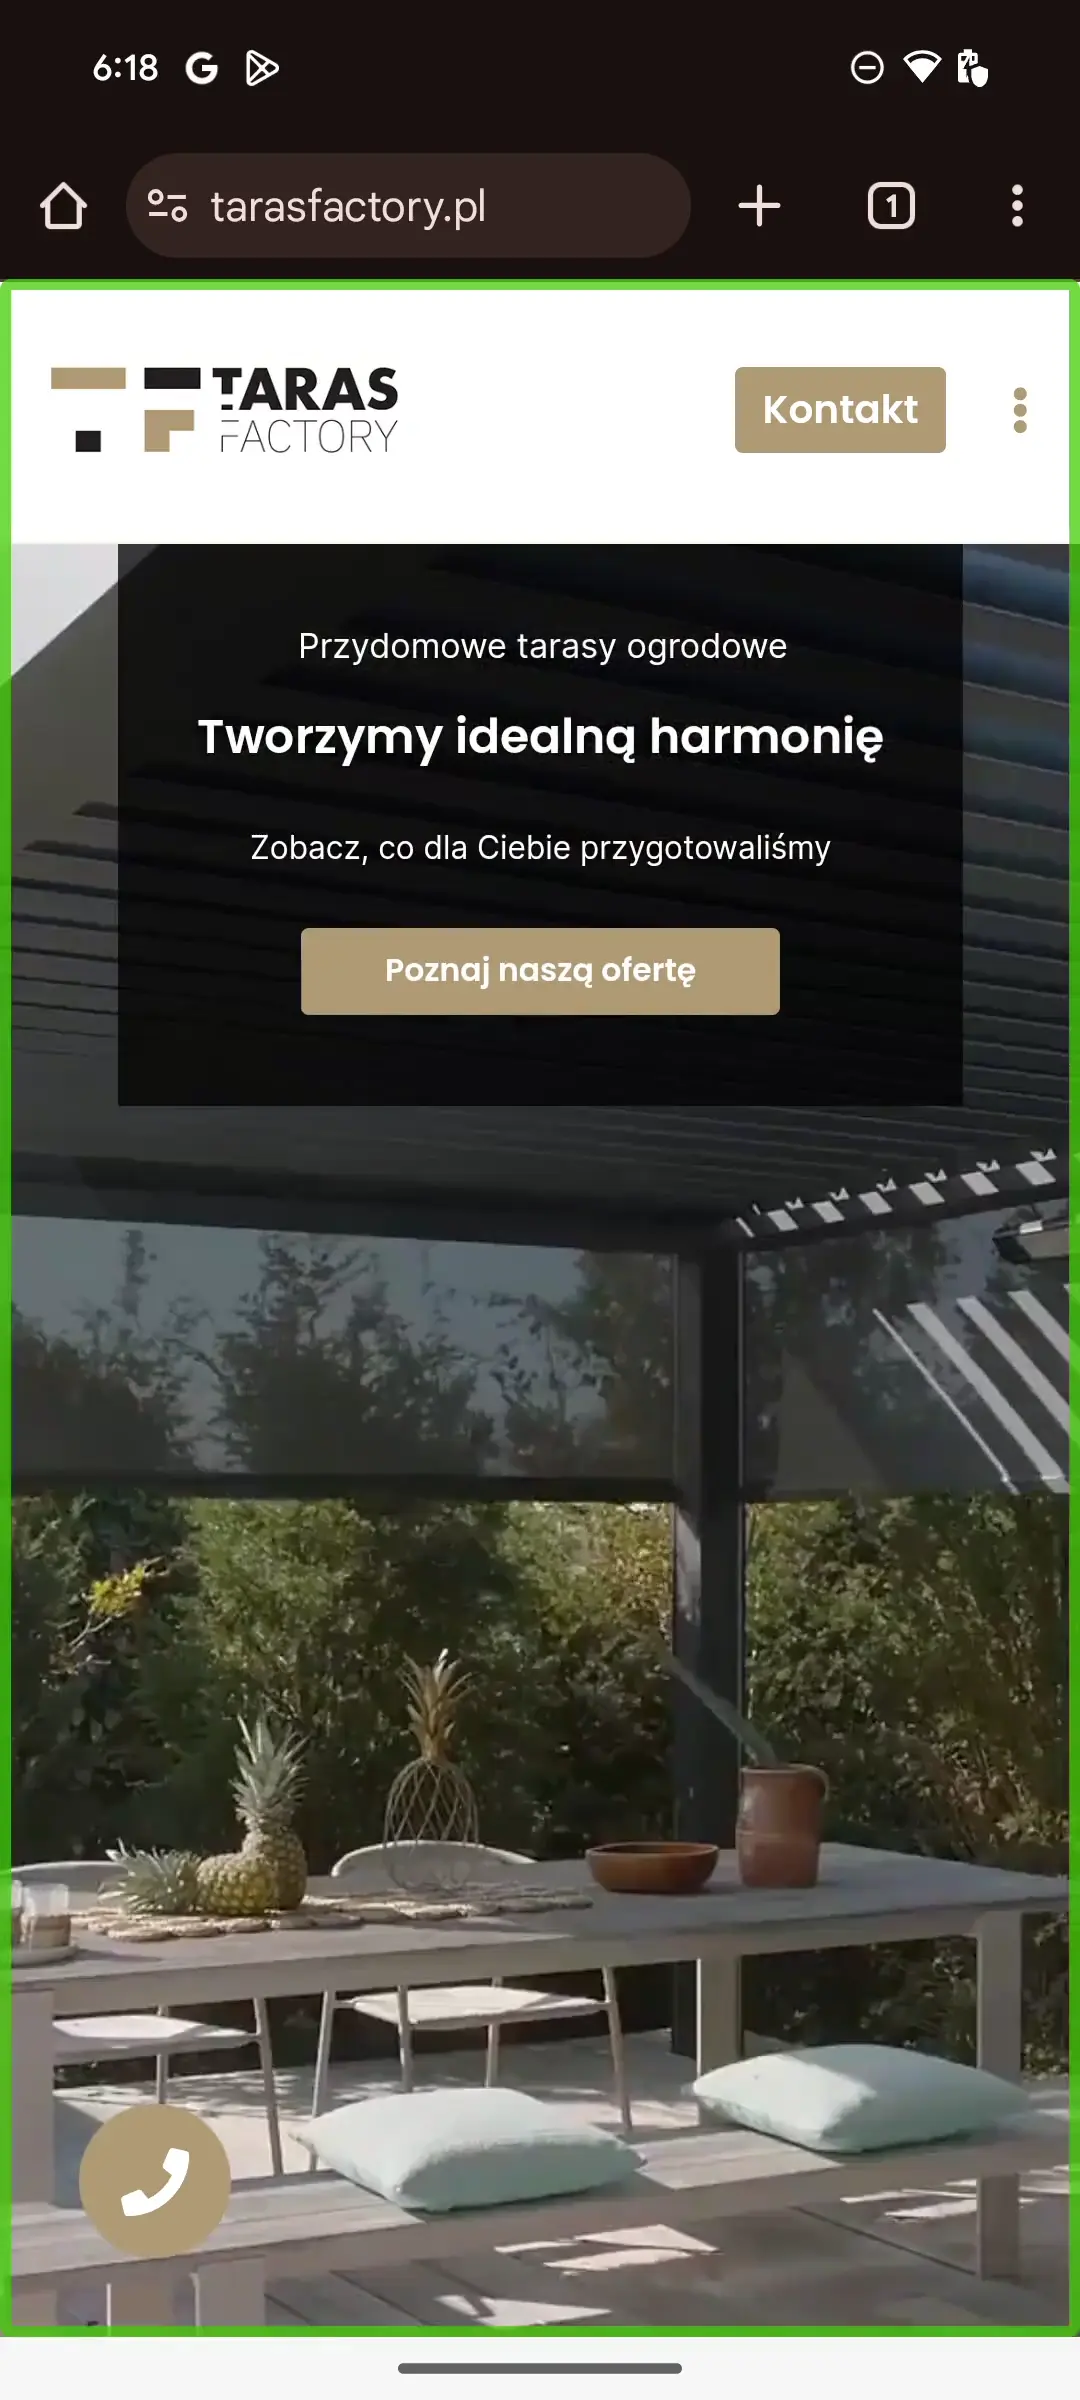 6:18
tarasfactory.pl
1
TARAS
FACTORY
Kontakt
Przydomowe tarasy ogrodowe
Tworzymy idealną harmonię
Zobacz, co dla Ciebie przygotowaliśmy
Poznaj naszą ofertę